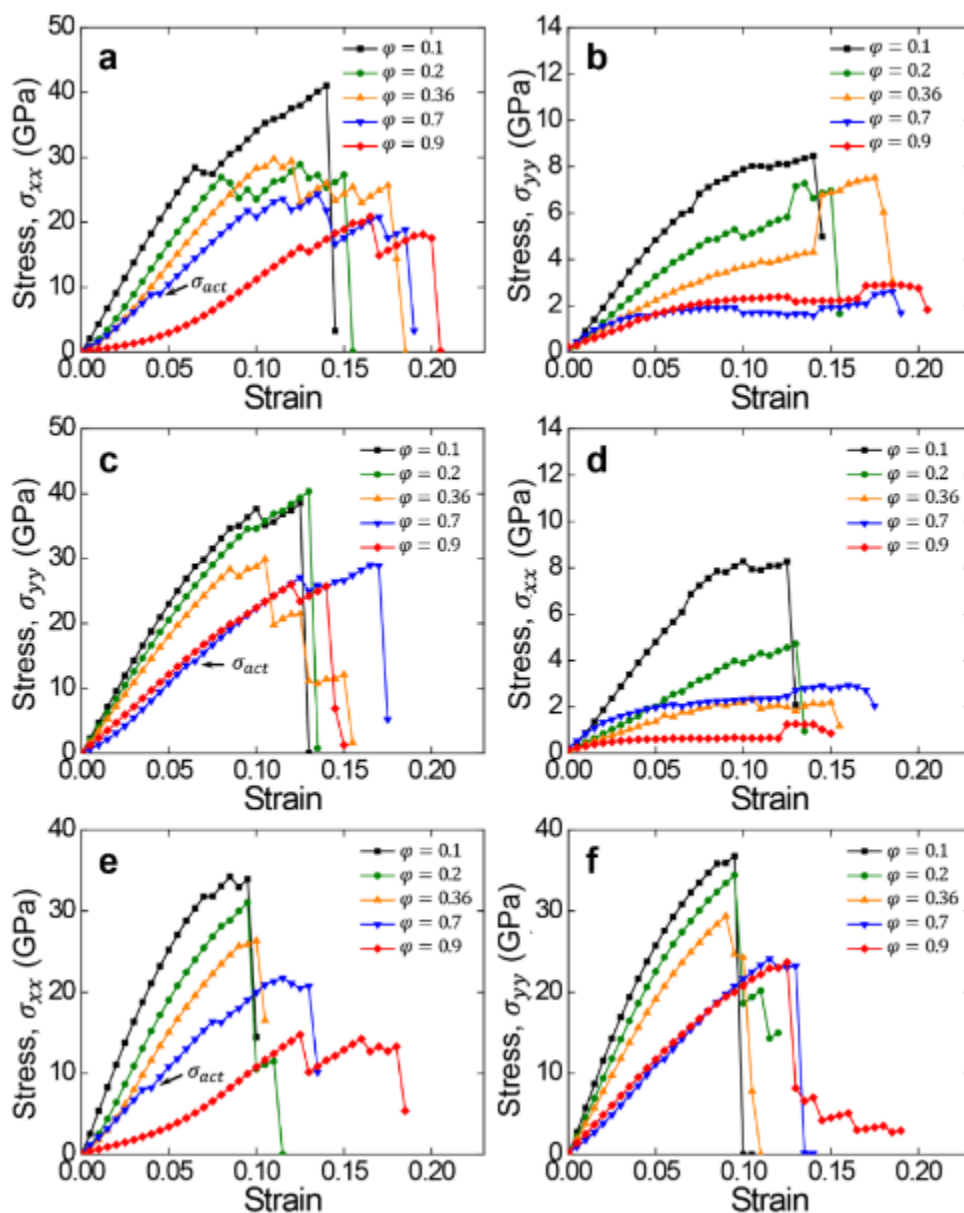 a
Stress, σxx (GPa)
50
40
30
20
10
0
0.00 0.05 0.10 0.15 0.20
Strain
φ = 0.1
φ = 0.2
φ = 0.36
φ = 0.7
φ = 0.9
σact
b
Stress, σyy (GPa)
14
12
10
8
6
4
2
0
0.00 0.05 0.10 0.15 0.20
Strain
φ = 0.1
φ = 0.2
φ = 0.36
φ = 0.7
φ = 0.9
c
Stress, σyy (GPa)
50
40
30
20
10
0
0.00 0.05 0.10 0.15 0.20
Strain
φ = 0.1
φ = 0.2
φ = 0.36
φ = 0.7
φ = 0.9
σact
d
Stress, σxx (GPa)
14
12
10
8
6
4
2
0
0.00 0.05 0.10 0.15 0.20
Strain
φ = 0.1
φ = 0.2
φ = 0.36
φ = 0.7
φ = 0.9
e
Stress, σxx (GPa)
40
30
20
10
0
0.00 0.05 0.10 0.15 0.20
Strain
φ = 0.1
φ = 0.2
φ = 0.36
φ = 0.7
φ = 0.9
σact
f
Stress, σyy (GPa)
40
30
20
10
0
0.00 0.05 0.10 0.15 0.20
Strain
φ = 0.1
φ = 0.2
φ = 0.36
φ = 0.7
φ = 0.9